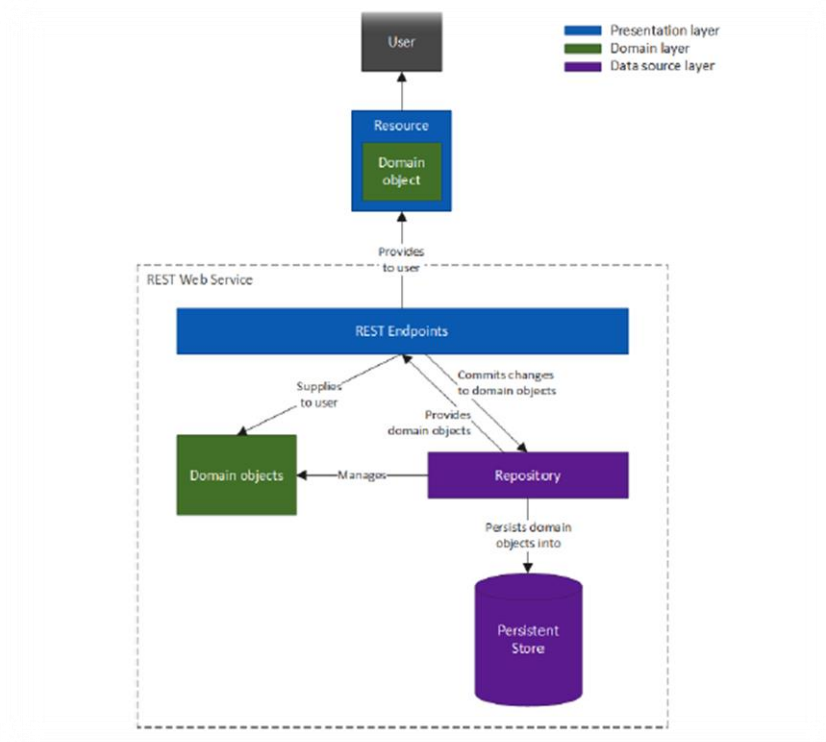 User
Presentation layer
Domain layer
Data source layer
Resource
Domain
object
Provides
to user
REST Web Service
REST Endpoints
Supplies
to user
Commits changes
to domain objects
Provides
domain objects
Domain objects
Manages
Repository
Persists domain
objects into
Persistent
Store